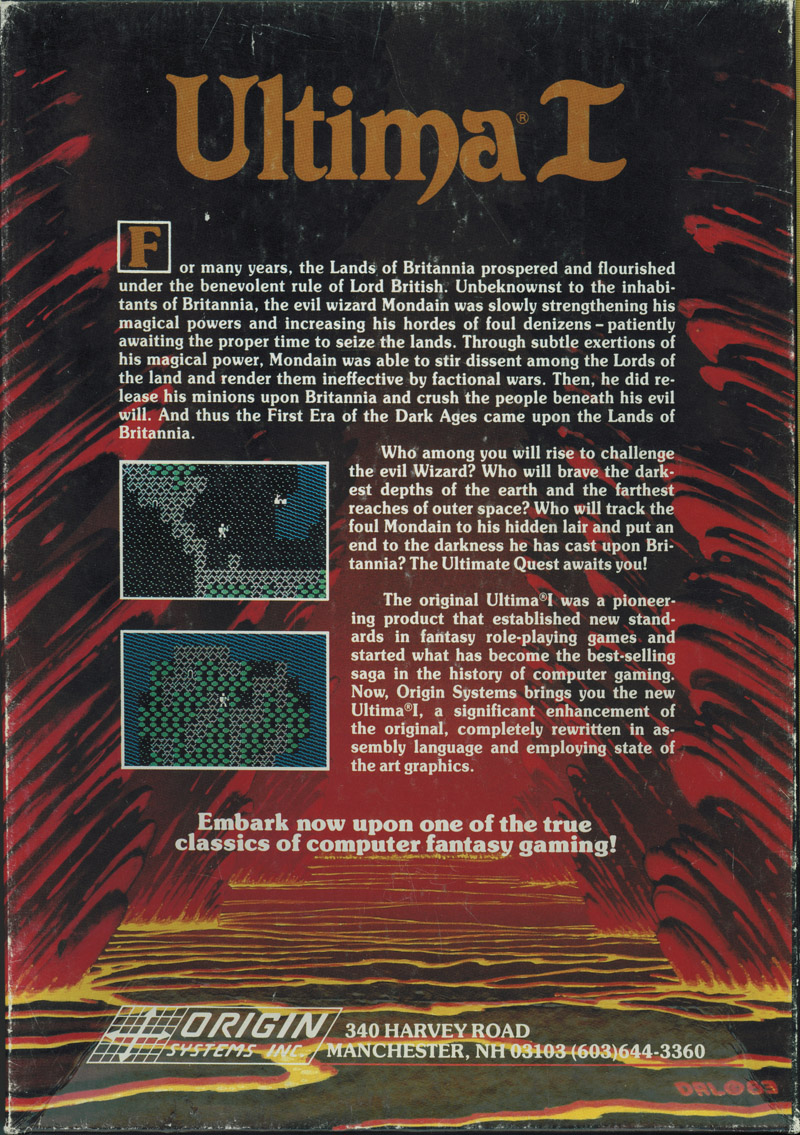 Ultima® I
For many years, the Lands of Britannia prospered and flourished
under the benevolent rule of Lord British. Unbeknownst to the inhabi-
tants of Britannia, the evil wizard Mondain was slowly strengthening his
magical powers and increasing his hordes of foul denizens – patiently
awaiting the proper time to seize the lands. Through subtle exertions of
his magical power, Mondain was able to stir dissent among the Lords of
the land and render them ineffective by factional wars. Then, he did re-
lease his minions upon Britannia and crush the people beneath his evil
will. And thus the First Era of the Dark Ages came upon the Lands of
Britannia.
Who among you will rise to challenge
the evil Wizard? Who will brave the dark-
est depths of the earth and the farthest
reaches of outer space? Who will track the
foul Mondain to his hidden lair and put an
end to the darkness he has cast upon Bri-
tannia? The Ultimate Quest awaits you!
The original Ultima®I was a pioneer-
ing product that established new stand-
ards in fantasy role-playing games and
started what has become the best-selling
saga in the history of computer gaming.
Now, Origin Systems brings you the new
Ultima®I, a significant enhancement of
the original, completely rewritten in as-
sembly language and employing state of
the art graphics.
Embark now upon one of the true
classics of computer fantasy gaming!
ORIGIN
SYSTEMS INC.
340 HARVEY ROAD
MANCHESTER, NH 03103 (603)644-3360
DRL©83